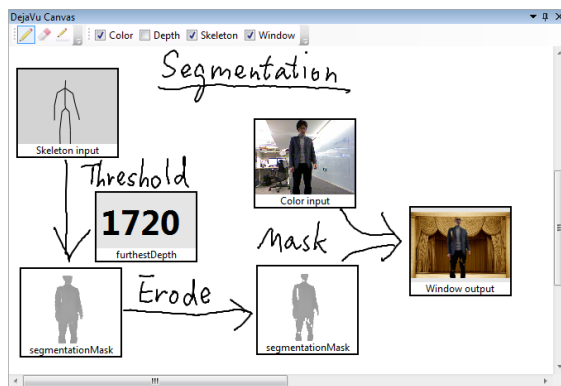 DejaVu Canvas
Color Depth Skeleton Window
Segmentation
Skeleton input
Threshold
1720
furthestDepth
Color input
Mask
Window output
Erode
segmentationMask
segmentationMask